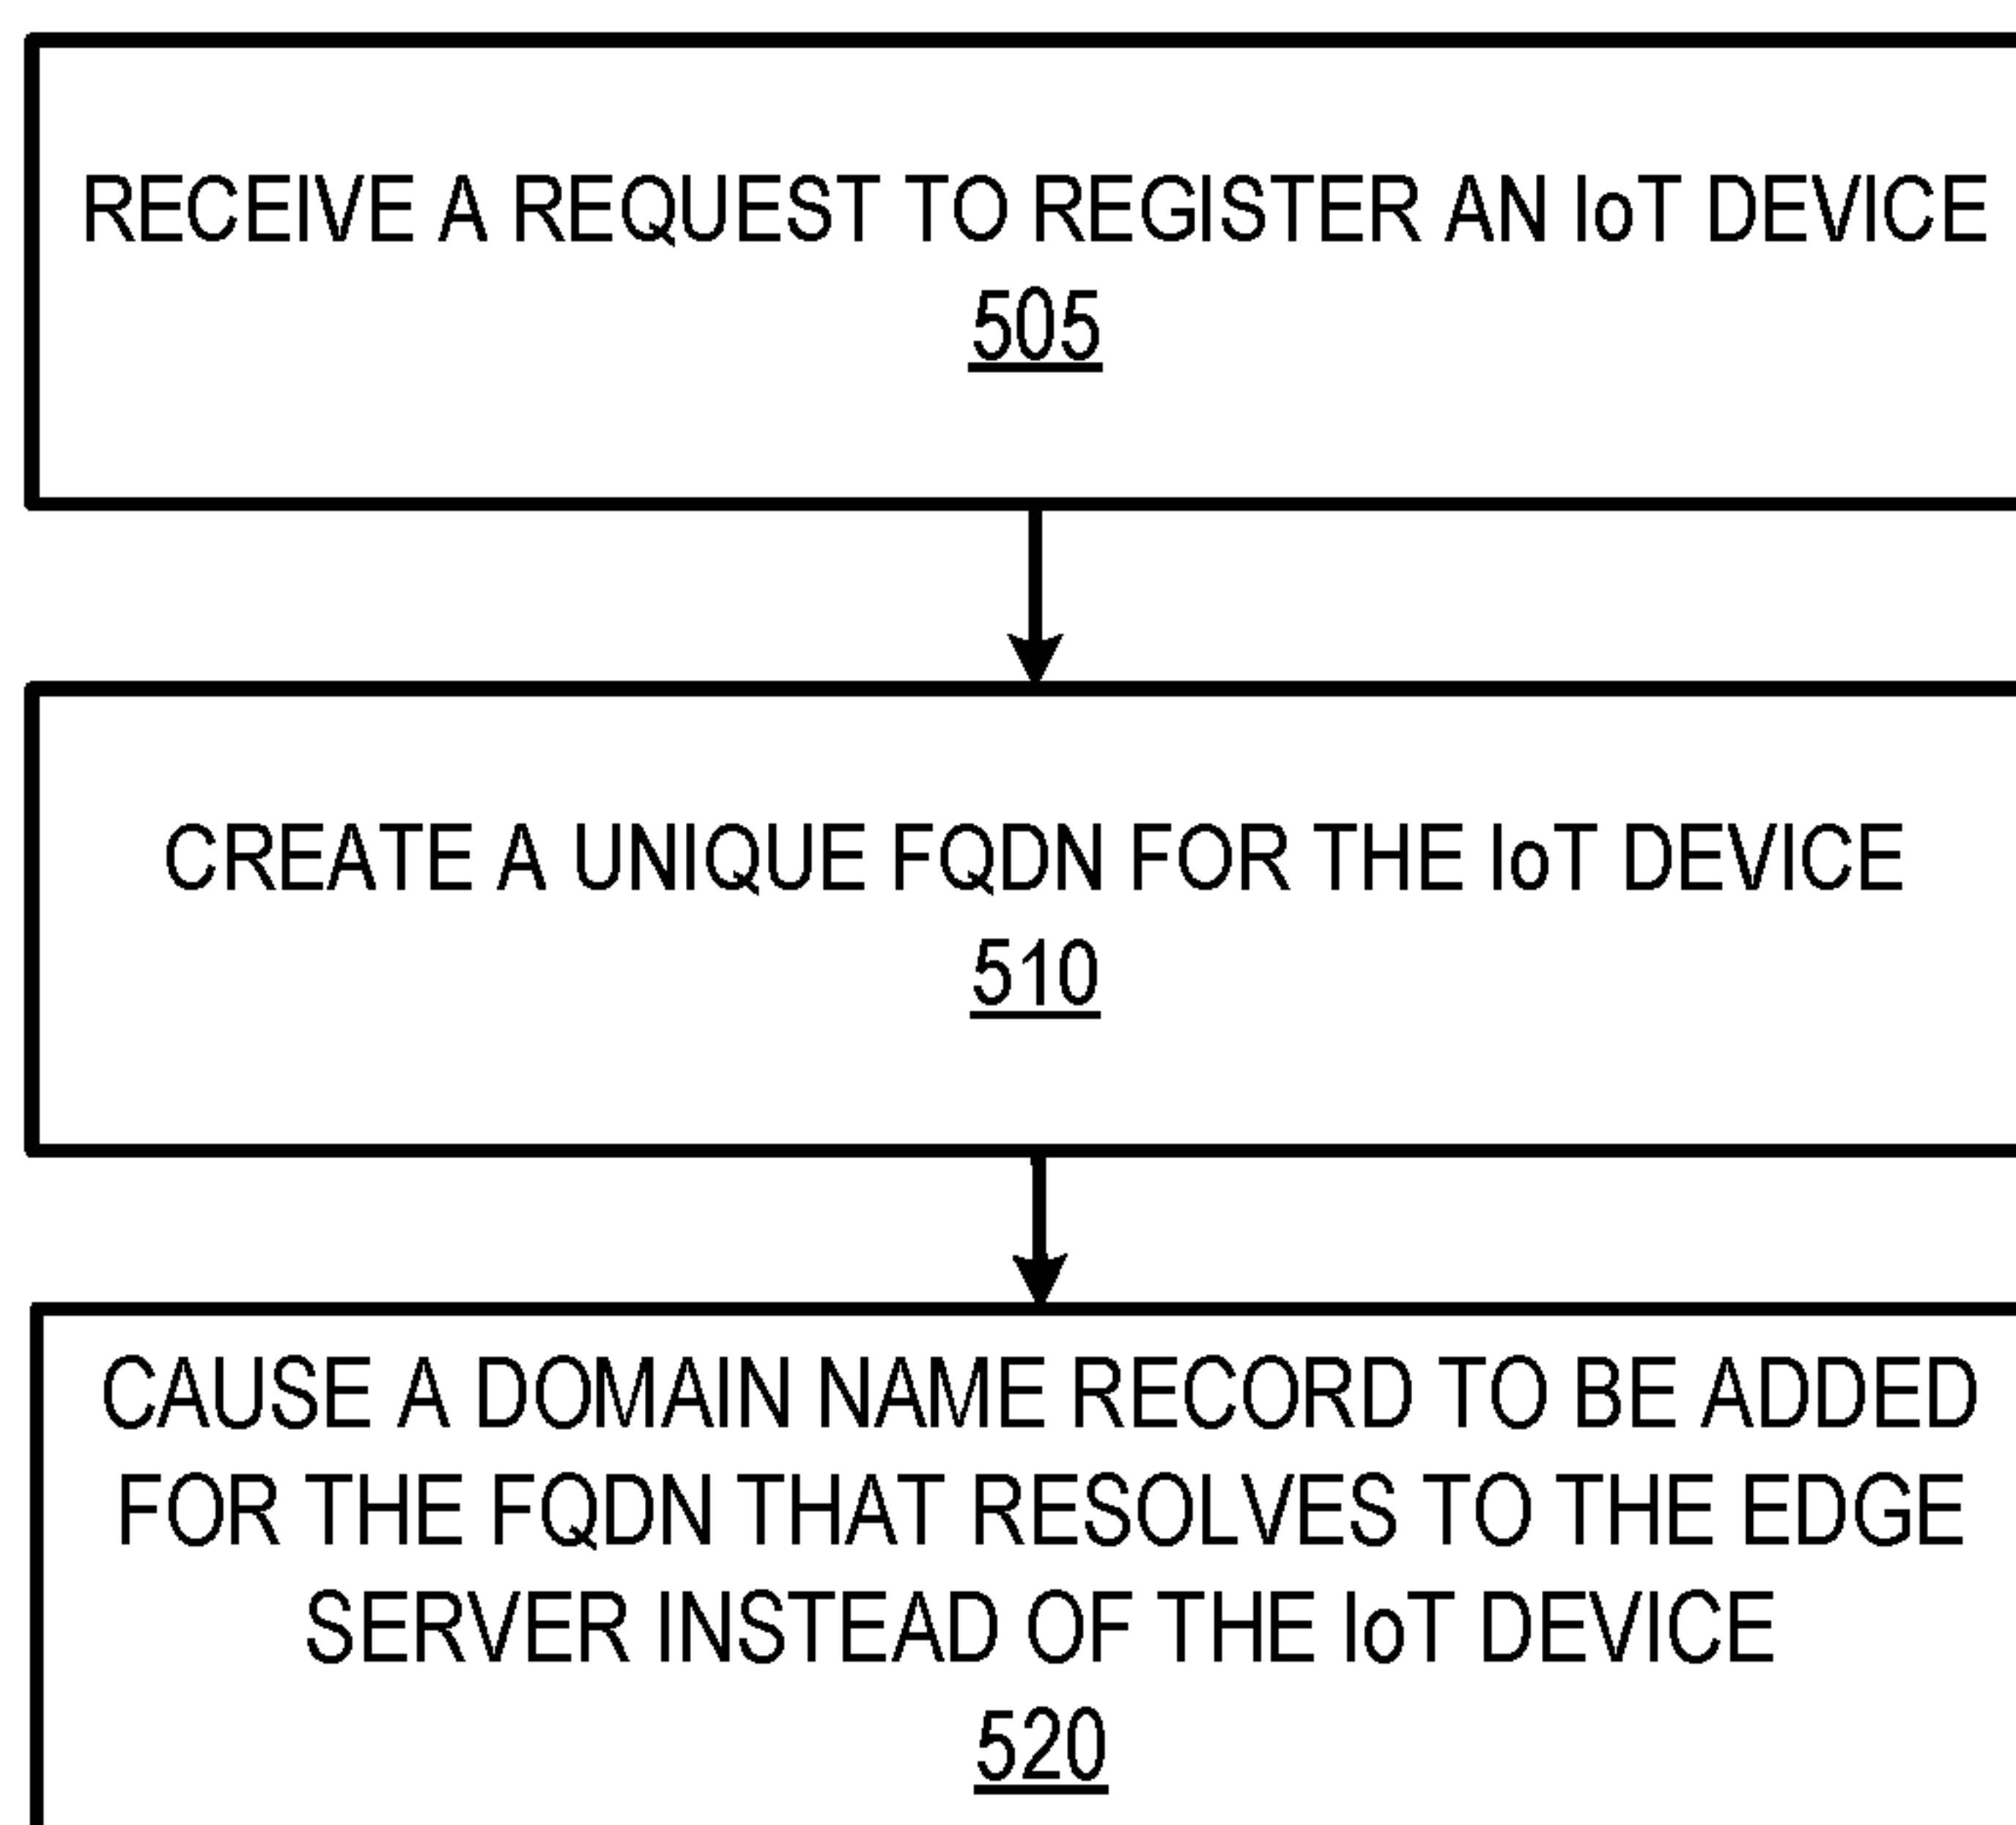 RECEIVE A REQUEST TO REGISTER AN IoT DEVICE
505
CREATE A UNIQUE FQDN FOR THE IoT DEVICE
510
CAUSE A DOMAIN NAME RECORD TO BE ADDED
FOR THE FQDN THAT RESOLVES TO THE EDGE
SERVER INSTEAD OF THE IoT DEVICE
520